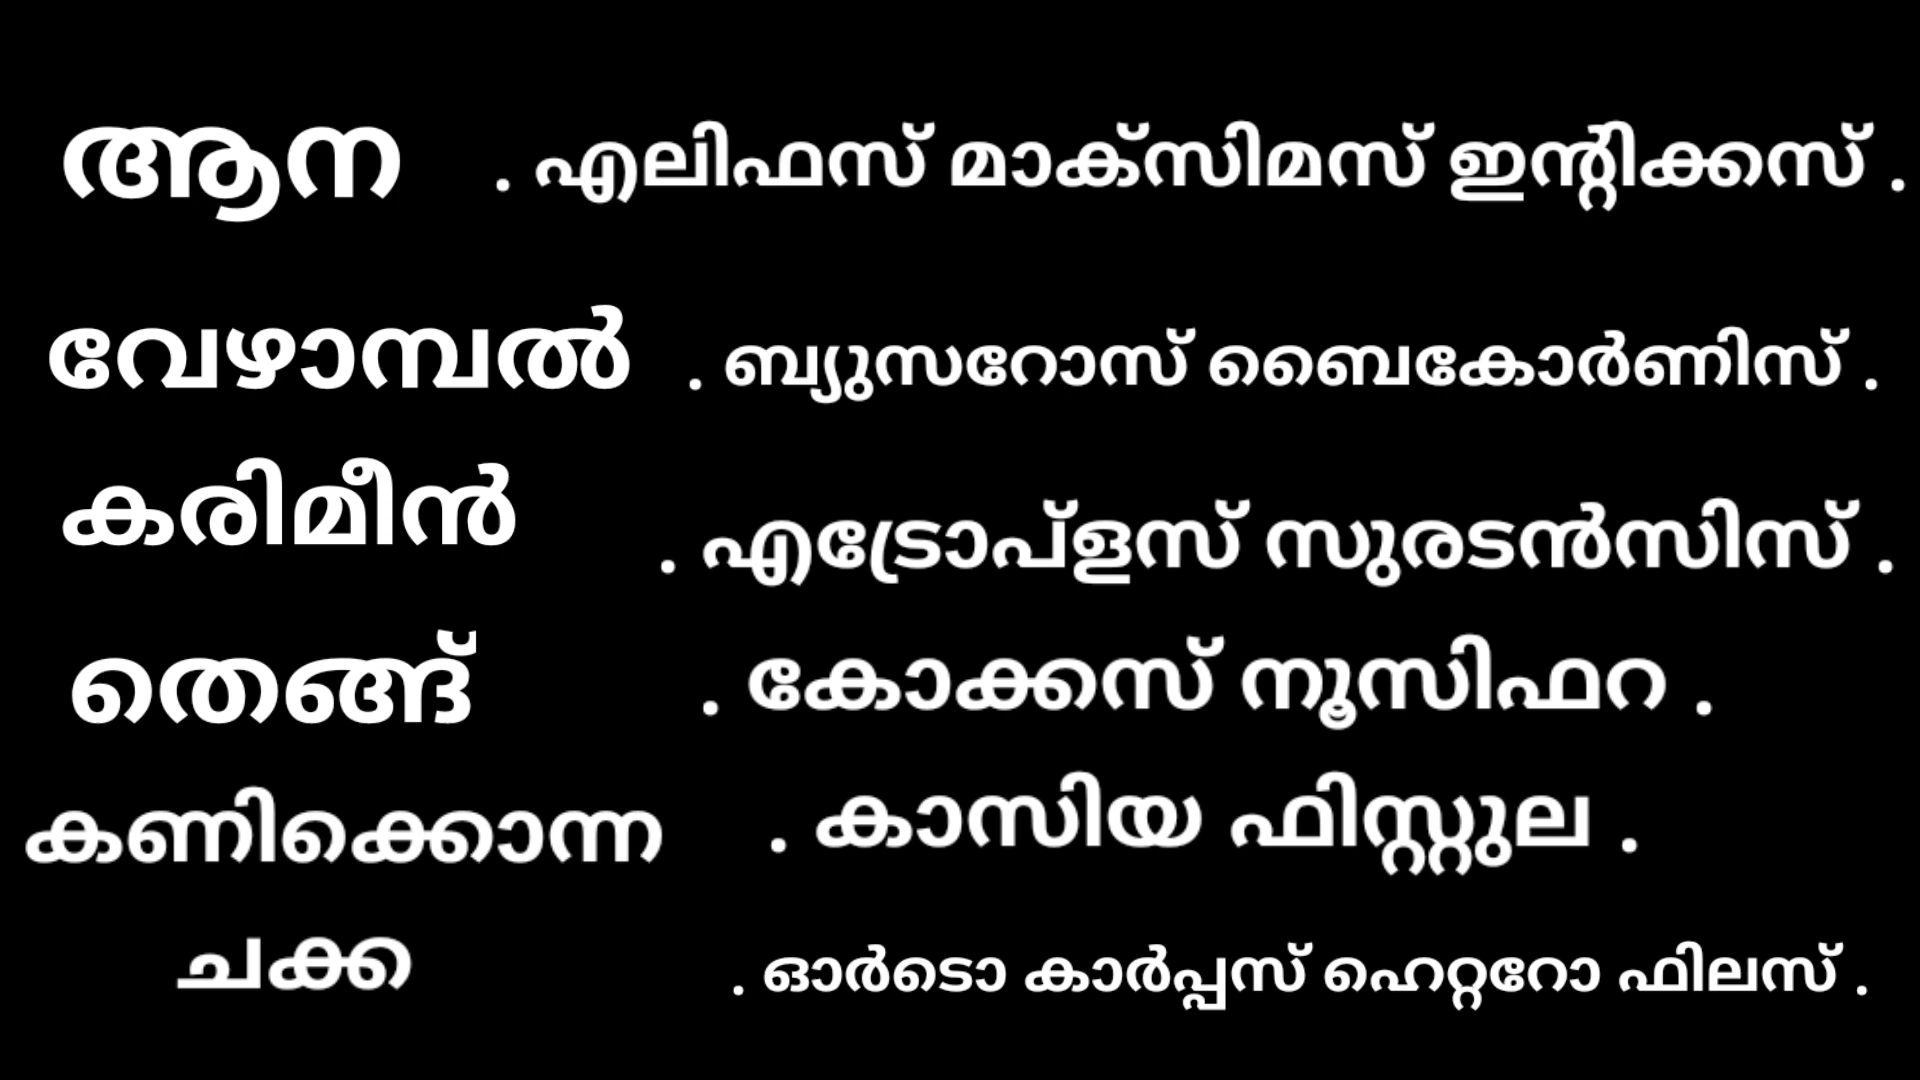 ആന . എലിഫസ് മാക്സിമസ് ഇന്റിക്കസ് .
വേഴാമ്പൽ . ബ്യുസറോസ് ബൈകോർണിസ് .
കരിമീൻ . എട്രോപ്ളസ് സുരടൻസിസ് .
തെങ്ങ് . കോക്കസ് നൂസിഫറ .
കണിക്കൊന്ന . കാസിയ ഫിസ്റ്റുല .
ചക്ക . ഓർടൊ കാർപ്പസ് ഹെറ്ററോ ഫിലസ് .